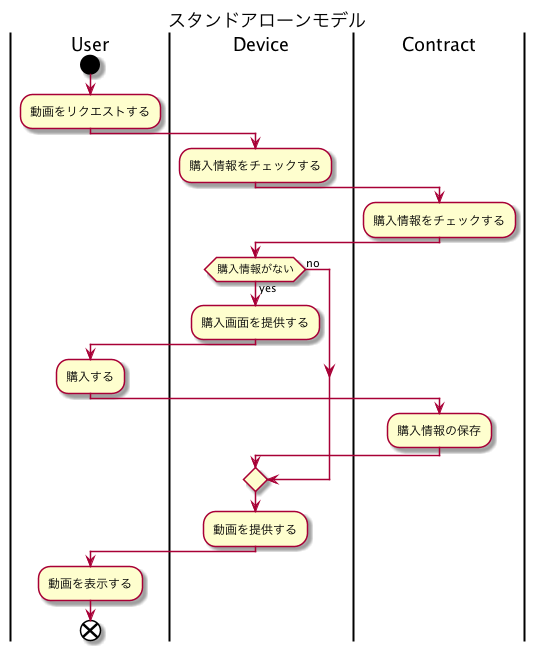 スタンドアローンモデル
User
Device
Contract
動画をリクエストする
購入情報をチェックする
購入情報をチェックする
購入情報がない
no
yes
購入画面を提供する
購入する
購入情報の保存
動画を提供する
動画を表示する